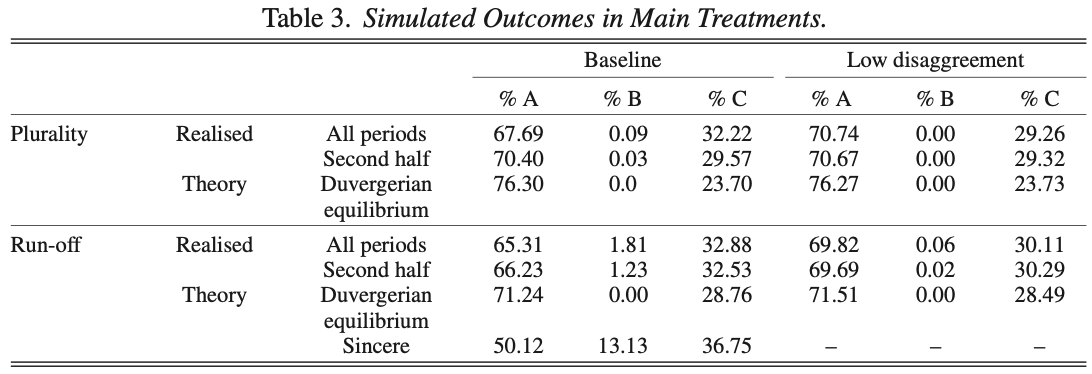 Table 3. Simulated Outcomes in Main Treatments.
Baseline Low disaggreement
% A % B % C % A % B % C
Plurality Realised All periods 67.69 0.09 32.22 70.74 0.00 29.26
Second half 70.40 0.03 29.57 70.67 0.00 29.32
Theory Duvergerian 76.30 0.0 23.70 76.27 0.00 23.73
equilibrium
Run-off Realised All periods 65.31 1.81 32.88 69.82 0.06 30.11
Second half 66.23 1.23 32.53 69.69 0.02 30.29
Theory Duvergerian 71.24 0.00 28.76 71.51 0.00 28.49
equilibrium
Sincere 50.12 13.13 36.75 – – –